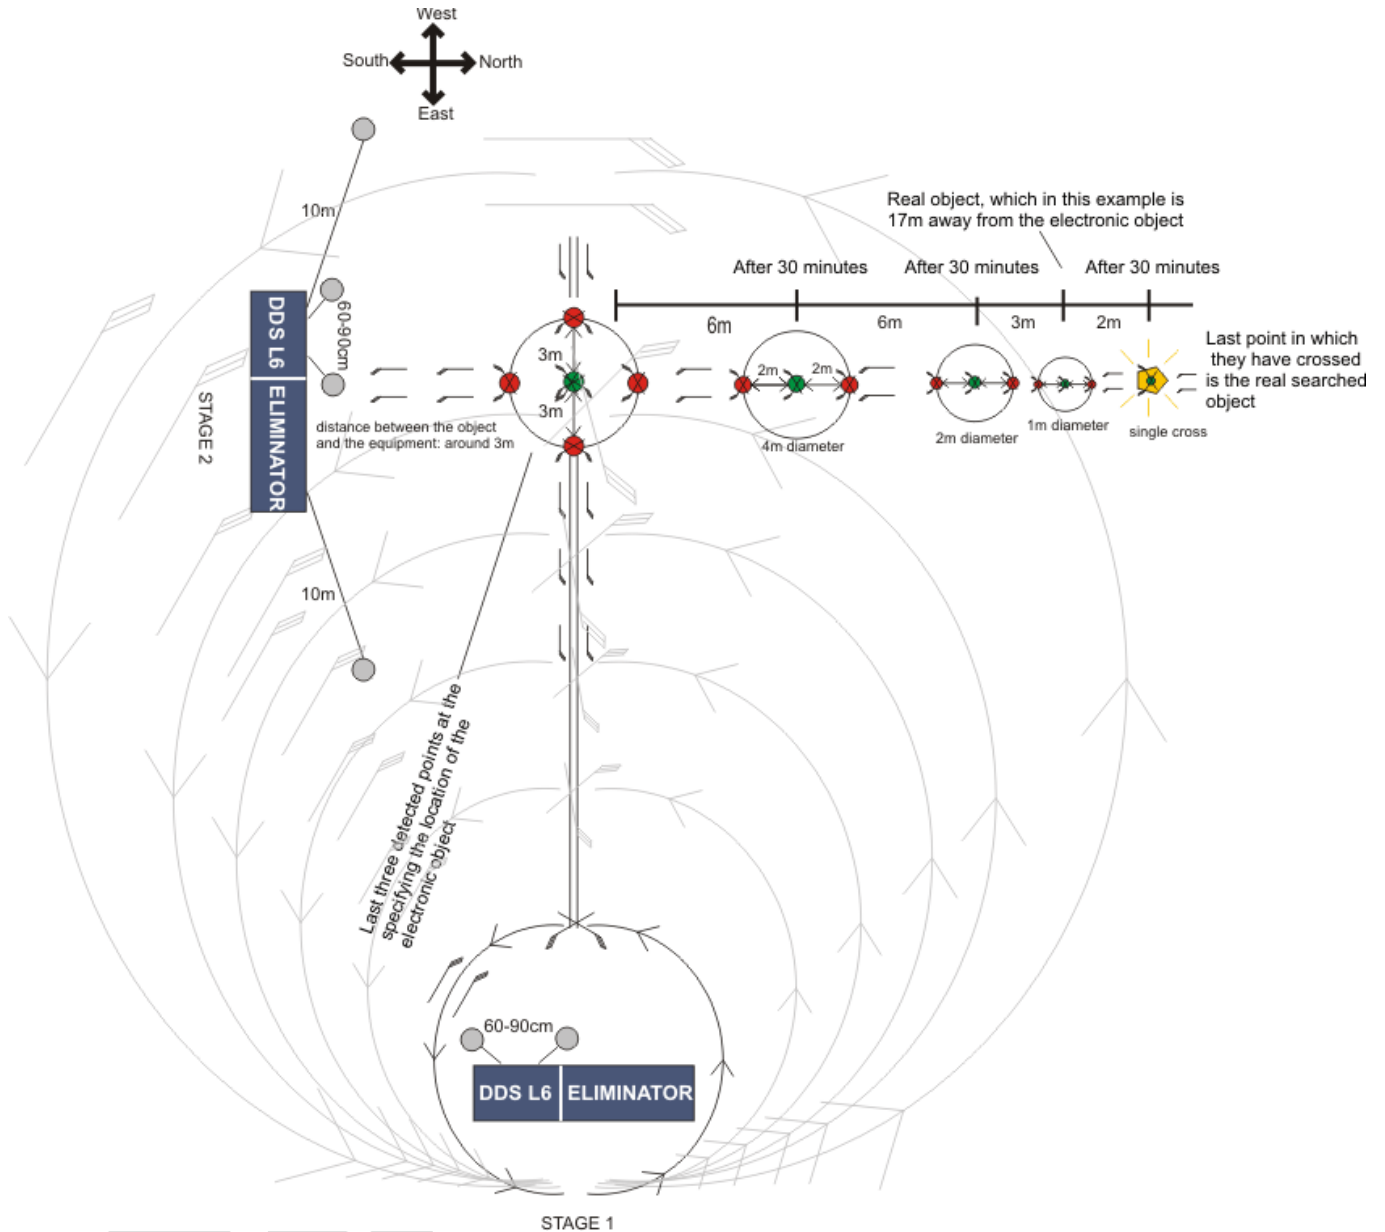 West
South
North
East
10m
Real object, which in this example is
17m away from the electronic object
After 30 minutes
After 30 minutes
After 30 minutes
6m
6m
3m
2m
DDS L6
ELIMINATOR
60-90cm
STAGE 2
3m
3m
2m
2m
Last point in which
they have crossed
is the real searched
object
distance between the object
and the equipment: around 3m
4m diameter
2m diameter
1m diameter
single cross
10m
Last three detected points at the
specifying the location of the
electronic object
60-90cm
DDS L6
ELIMINATOR
STAGE 1